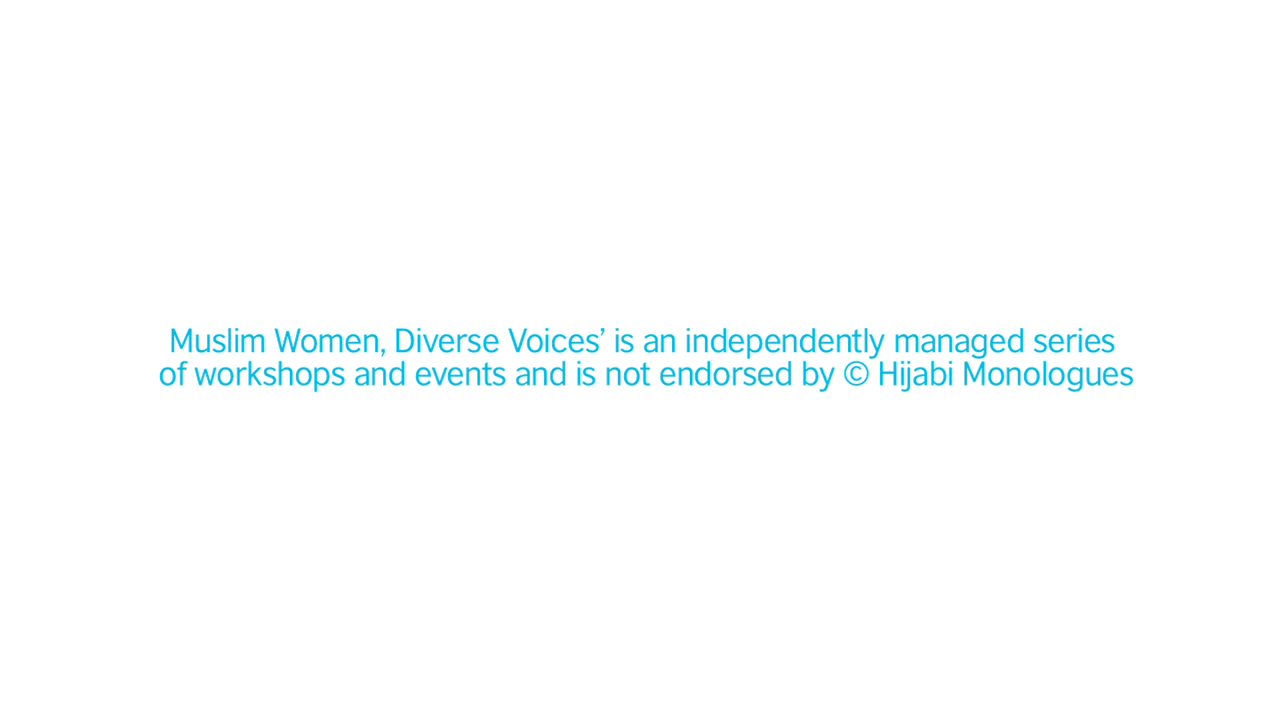 Muslim Women, Diverse Voices’ is an independently managed series
of workshops and events and is not endorsed by © Hijabi Monologues